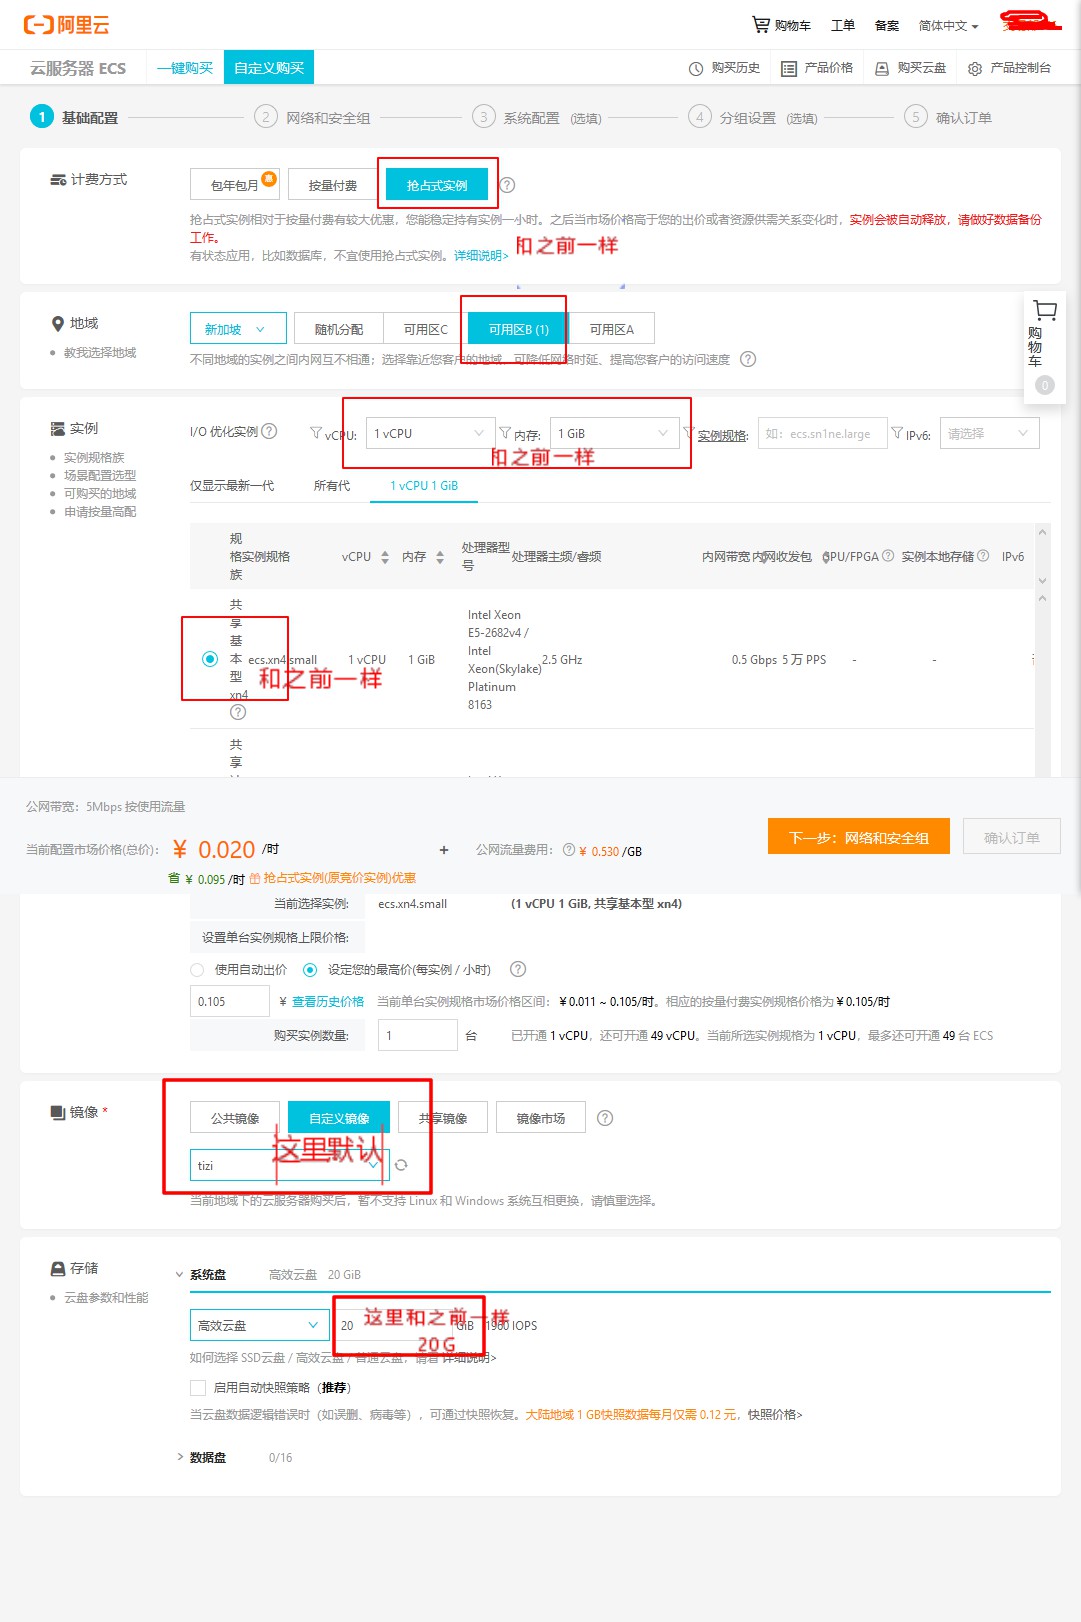 阿里云
购物车 工单 备案 简体中文
云服务器 ECS 一键购买 自定义购买 购买历史 产品价格 购买云盘 产品控制台
1 基础配置 2 网络和安全组 3 系统配置 (选填) 4 分组设置 (选填) 5 确认订单
计费方式 包年包月 惠 按量付费 抢占式实例 ?
抢占式实例相对于按量付费有较大优惠，您能稳定持有实例一小时。之后当市场价格高于您的出价或者资源供需关系变化时，实例会被自动释放，请做好数据备份
工作。
和之前一样
有状态应用，比如数据库，不宜使用抢占式实例。详细说明>
地域 新加坡 随机分配 可用区C 可用区B (1) 可用区A
教我选择地域
不同地域的实例之间内网互不相通；选择靠近您客户的地域，可降低网络时延、提高您客户的访问速度 ?
购物车
0
实例 I/O 优化实例 ? vCPU: 1 vCPU 内存: 1 GiB 实例规格: 如：ecs.sn1ne.large IPv6: 请选择
和之前一样
实例规格族
场景配置选型
可购买的地域
申请按量高配
仅显示最新一代 所有代 1 vCPU 1 GiB
规格族 实例规格 vCPU 内存 处理器型号 处理器主频/睿频 内网带宽 内网收发包 GPU/FPGA ? 实例本地存储 ? IPv6
共享基本型 xn4 ? ecs.xn4.small 1 vCPU 1 GiB Intel Xeon E5-2682v4 / Intel Xeon(Skylake) Platinum 8163 2.5 GHz 0.5 Gbps 5 万 PPS - -
和之前一样
共享
公网带宽：5Mbps 按使用流量
当前配置市场价格(总价)： ¥ 0.020 /时 + 公网流量费用： ? ¥ 0.530 /GB 下一步：网络和安全组 确认订单
省 ¥ 0.095 /时 抢占式实例(原竞价实例)优惠
当前选择实例: ecs.xn4.small (1 vCPU 1 GiB, 共享基本型 xn4)
设置单台实例规格上限价格:
使用自动出价 设定您的最高价(每实例 / 小时) ?
0.105 ¥ 查看历史价格 当前单台实例规格市场价格区间：¥ 0.011 ~ 0.105/时。相应的按量付费实例规格价格为 ¥ 0.105/时
购买实例数量: 1 台 已开通 1 vCPU，还可开通 49 vCPU。当前所选实例规格为 1 vCPU，最多还可开通 49 台 ECS
镜像 * 公共镜像 自定义镜像 共享镜像 镜像市场 ?
这里默认
tizi
当前地域下的云服务器购买后，暂不支持 Linux 和 Windows 系统互相更换，请慎重选择。
存储 系统盘 高效云盘 20 GiB
云盘参数和性能
高效云盘 20 GiB 1960 IOPS
这里和之前一样
20G
如何选择 SSD云盘 / 高效云盘 / 普通云盘，请看 详细说明>
启用自动快照策略（推荐）
当云盘数据逻辑错误时（如误删、病毒等），可通过快照恢复。大陆地域 1 GB快照数据每月仅需 0.12 元，快照价格>
数据盘 0/16